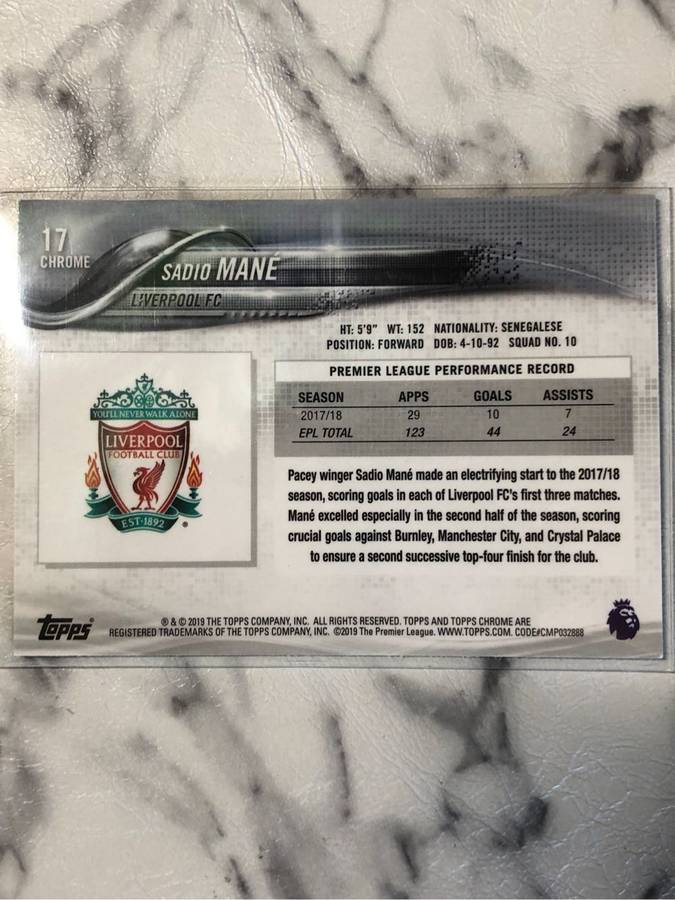 17
CHROME
SADIO MANÉ
LIVERPOOL FC
HT: 5'9" WT: 152 NATIONALITY: SENEGALESE
POSITION: FORWARD DOB: 4-10-92 SQUAD NO. 10
PREMIER LEAGUE PERFORMANCE RECORD
SEASON APPS GOALS ASSISTS
2017/18 29 10 7
EPL TOTAL 123 44 24
YOU'LL NEVER WALK ALONE
LIVERPOOL
FOOTBALL CLUB
EST·1892
Pacey winger Sadio Mané made an electrifying start to the 2017/18
season, scoring goals in each of Liverpool FC's first three matches.
Mané excelled especially in the second half of the season, scoring
crucial goals against Burnley, Manchester City, and Crystal Palace
to ensure a second successive top-four finish for the club.
Topps
® & © 2019 THE TOPPS COMPANY, INC. ALL RIGHTS RESERVED. TOPPS AND TOPPS CHROME ARE
REGISTERED TRADEMARKS OF THE TOPPS COMPANY, INC. ©2019 The Premier League. WWW.TOPPS.COM. CODE#CMP032888